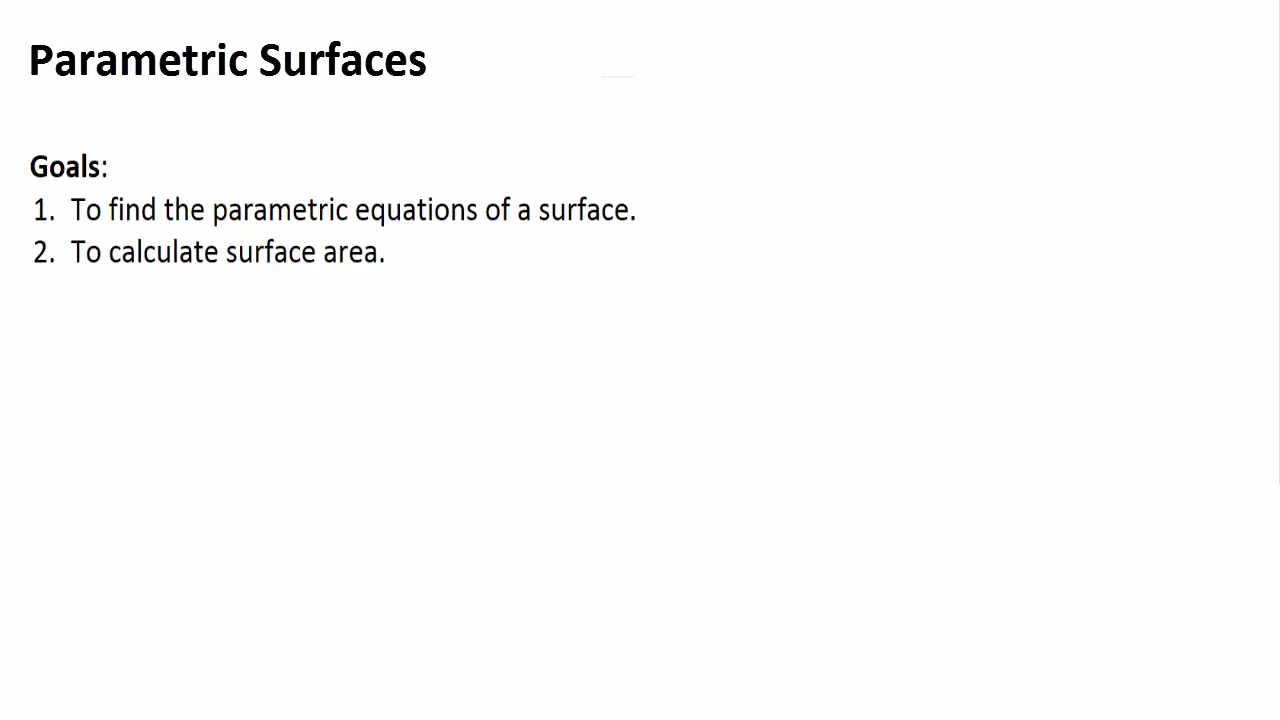 Parametric Surfaces
Goals:
1. To find the parametric equations of a surface.
2. To calculate surface area.